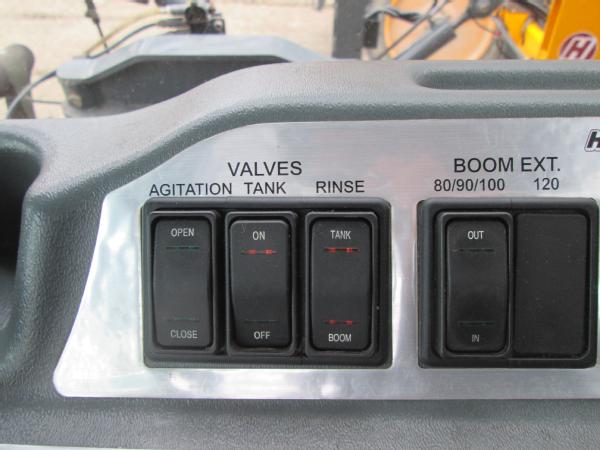 H
H
VALVES
AGITATION TANK RINSE
OPEN
CLOSE
ON
OFF
TANK
BOOM
BOOM EXT.
80/90/100 120
OUT
IN